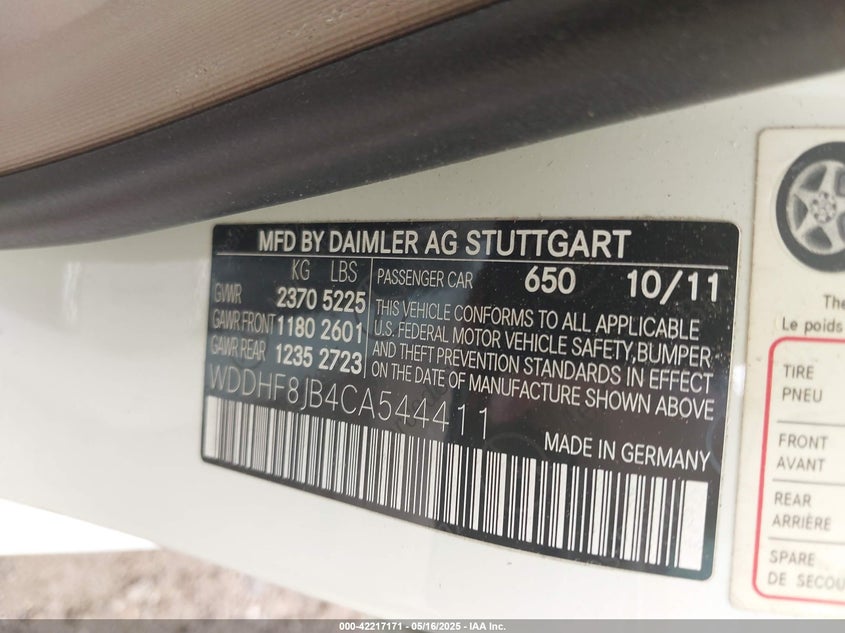 MFD BY DAIMLER AG STUTTGART
KG LBS
GVWR 2370 5225
GAWR FRONT 1180 2601
GAWR REAR 1235 2723
PASSENGER CAR 650 10/11
THIS VEHICLE CONFORMS TO ALL APPLICABLE
U.S. FEDERAL MOTOR VEHICLE SAFETY,BUMPER
AND THEFT PREVENTION STANDARDS IN EFFECT
ON THE DATE OF MANUFACTURE SHOWN ABOVE
WDDHF8JB4CA544411
MADE IN GERMANY
The
Le poids
TIRE
PNEU
FRONT
AVANT
REAR
ARRIÈRE
SPARE
DE SECOU
000-42217171 — 05/16/2025 — IAA Inc.